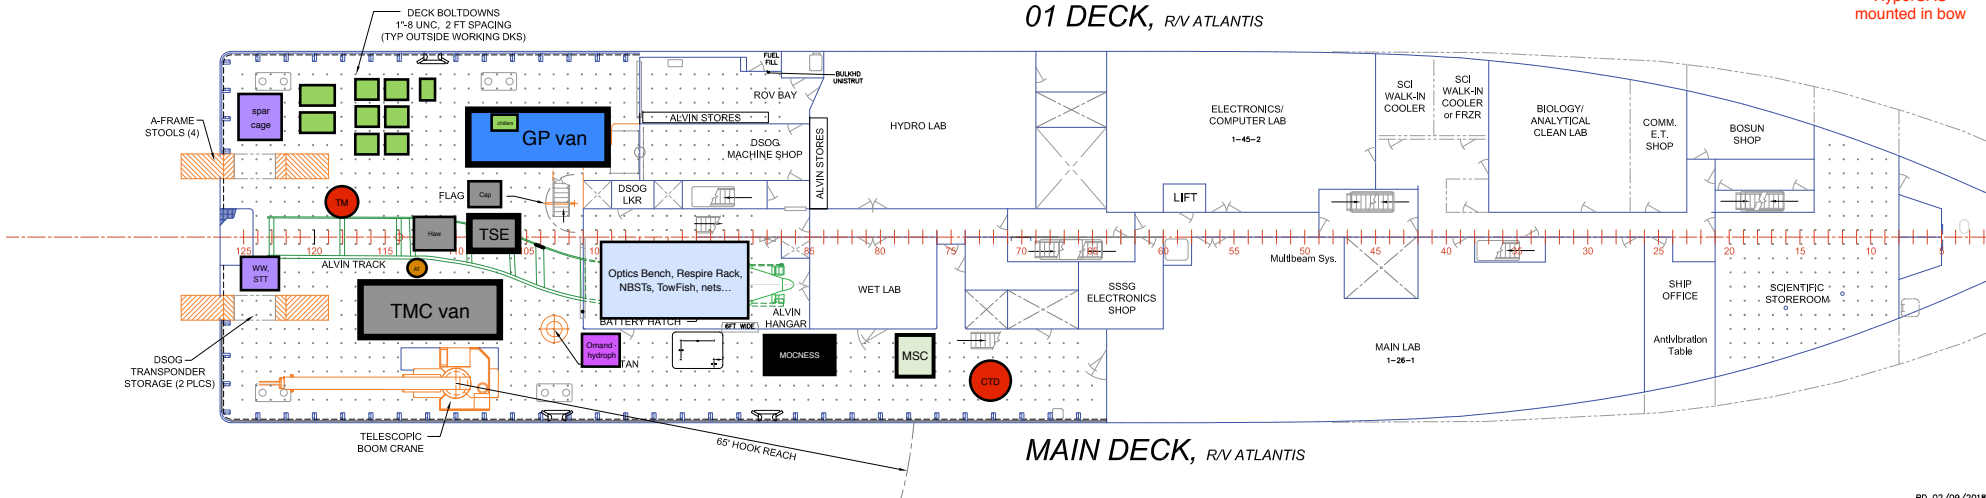 01 DECK, R/V ATLANTIS
mounted in bow
DECK BOLTDOWNS
1"-8 UNC, 2 FT SPACING
(TYP OUTSIDE WORKING DKS)
A-FRAME
STOOLS (4)
spar
cage
chillies
GP van
FLAG
Cap
TM
Haw
TSE
ALVIN TRACK
AT
WW,
STT
TMC van
DSOG
TRANSPONDER
STORAGE (2 PLCS)
TELESCOPIC
BOOM CRANE
65' HOOK REACH
FUEL
FILL
BULKHD
UNISTRUT
ROV BAY
ALVIN STORES
DSOG
MACHINE SHOP
ALVIN STORES
DSOG
LKR
HYDRO LAB
Optics Bench, Respire Rack,
NBSTs, TowFish, nets...
BATTERY HATCH
6FT WIDE
ALVIN
HANGAR
Omand -
hydroph
TAN
MOCNESS
MSC
CTD
WET LAB
SSSG
ELECTRONICS
SHOP
ELECTRONICS/
COMPUTER LAB
1-45-2
LIFT
Multibeam Sys.
MAIN LAB
1-26-1
SCI
WALK-IN
COOLER
SCI
WALK-IN
COOLER
or FRZR
BIOLOGY/
ANALYTICAL
CLEAN LAB
COMM.
E.T.
SHOP
BOSUN
SHOP
SHIP
OFFICE
Antivibration
Table
SCIENTIFIC
STOREROOM
125 120 115 110 105 85 80 75 70 65 60 55 50 45 40 35 30 25 20 15 10 5
MAIN DECK, R/V ATLANTIS